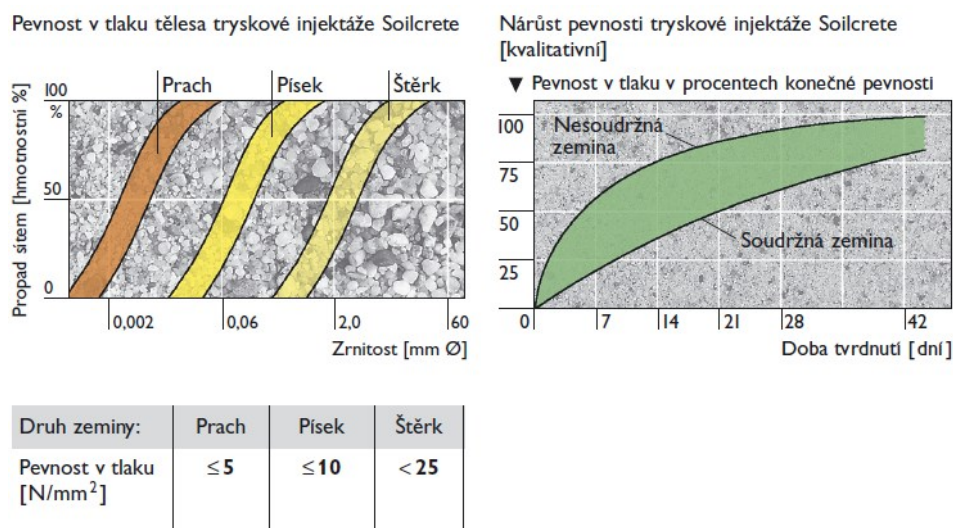 Pevnost v tlaku tělesa tryskové injektáže Soilcrete
Prach
Písek
Štěrk
Propad sítem [hmotnostní %]
100
%
50
0
0,002
0,06
2,0
60
Zrnitost [mm Ø]
Nárůst pevnosti tryskové injektáže Soilcrete
[kvalitativní]
▼ Pevnost v tlaku v procentech konečné pevnosti
100
75
50
25
0
Nesoudržná
zemina
Soudržná zemina
7
14
21
28
42
Doba tvrdnutí [dní]
Druh zeminy: Prach Písek Štěrk
Pevnost v tlaku ≤5 ≤10 <25
[N/mm²]